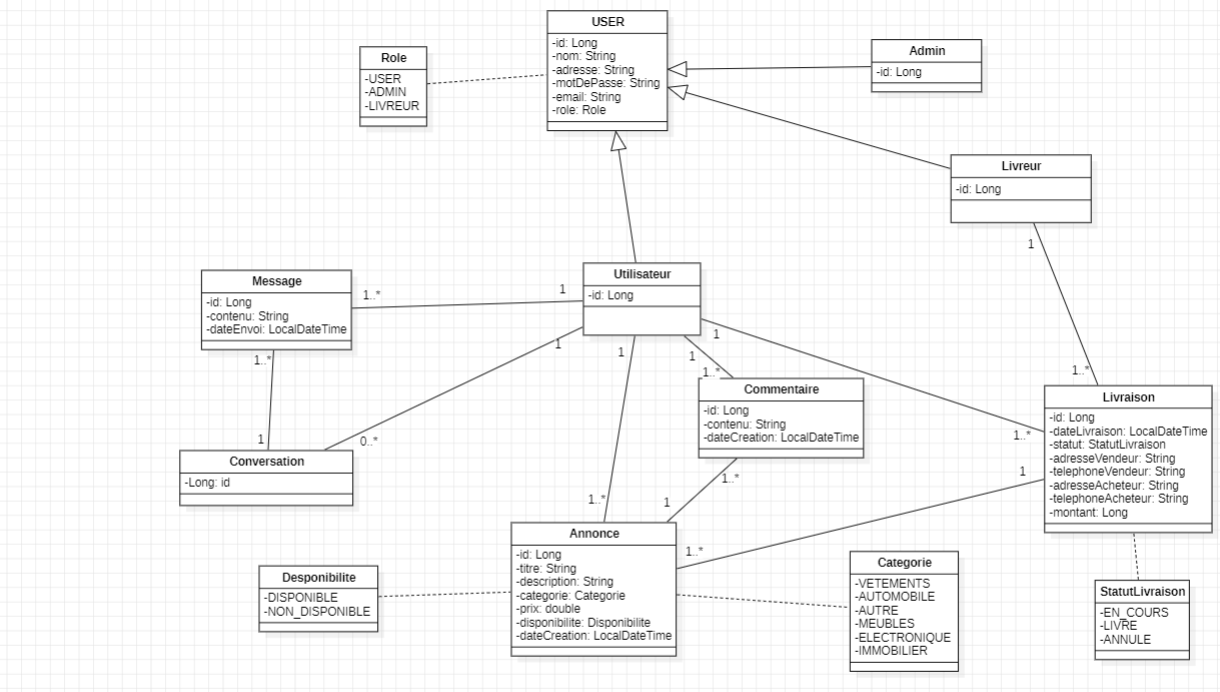 USER
-id: Long
-nom: String
-adresse: String
-motDePasse: String
-email: String
-role: Role
Role
-USER
-ADMIN
-LIVREUR
Admin
-id: Long
Livreur
-id: Long
1
1..*
Utilisateur
-id: Long
Message
-id: Long
-contenu: String
-dateEnvoi: LocalDateTime
1..*
1
1..*
1
1
0..*
Conversation
-Long: id
1
1..*
1
1..*
Commentaire
-id: Long
-contenu: String
-dateCreation: LocalDateTime
1..*
1
1
1..*
Livraison
-id: Long
-dateLivraison: LocalDateTime
-statut: StatutLivraison
-adresseVendeur: String
-telephoneVendeur: String
-adresseAcheteur: String
-telephoneAcheteur: String
-montant: Long
1
1..*
Annonce
-id: Long
-titre: String
-description: String
-categorie: Categorie
-prix: double
-disponibilite: Disponibilite
-dateCreation: LocalDateTime
Desponibilite
-DISPONIBLE
-NON_DISPONIBLE
Categorie
-VETEMENTS
-AUTOMOBILE
-AUTRE
-MEUBLES
-ELECTRONIQUE
-IMMOBILIER
StatutLivraison
-EN_COURS
-LIVRE
-ANNULE